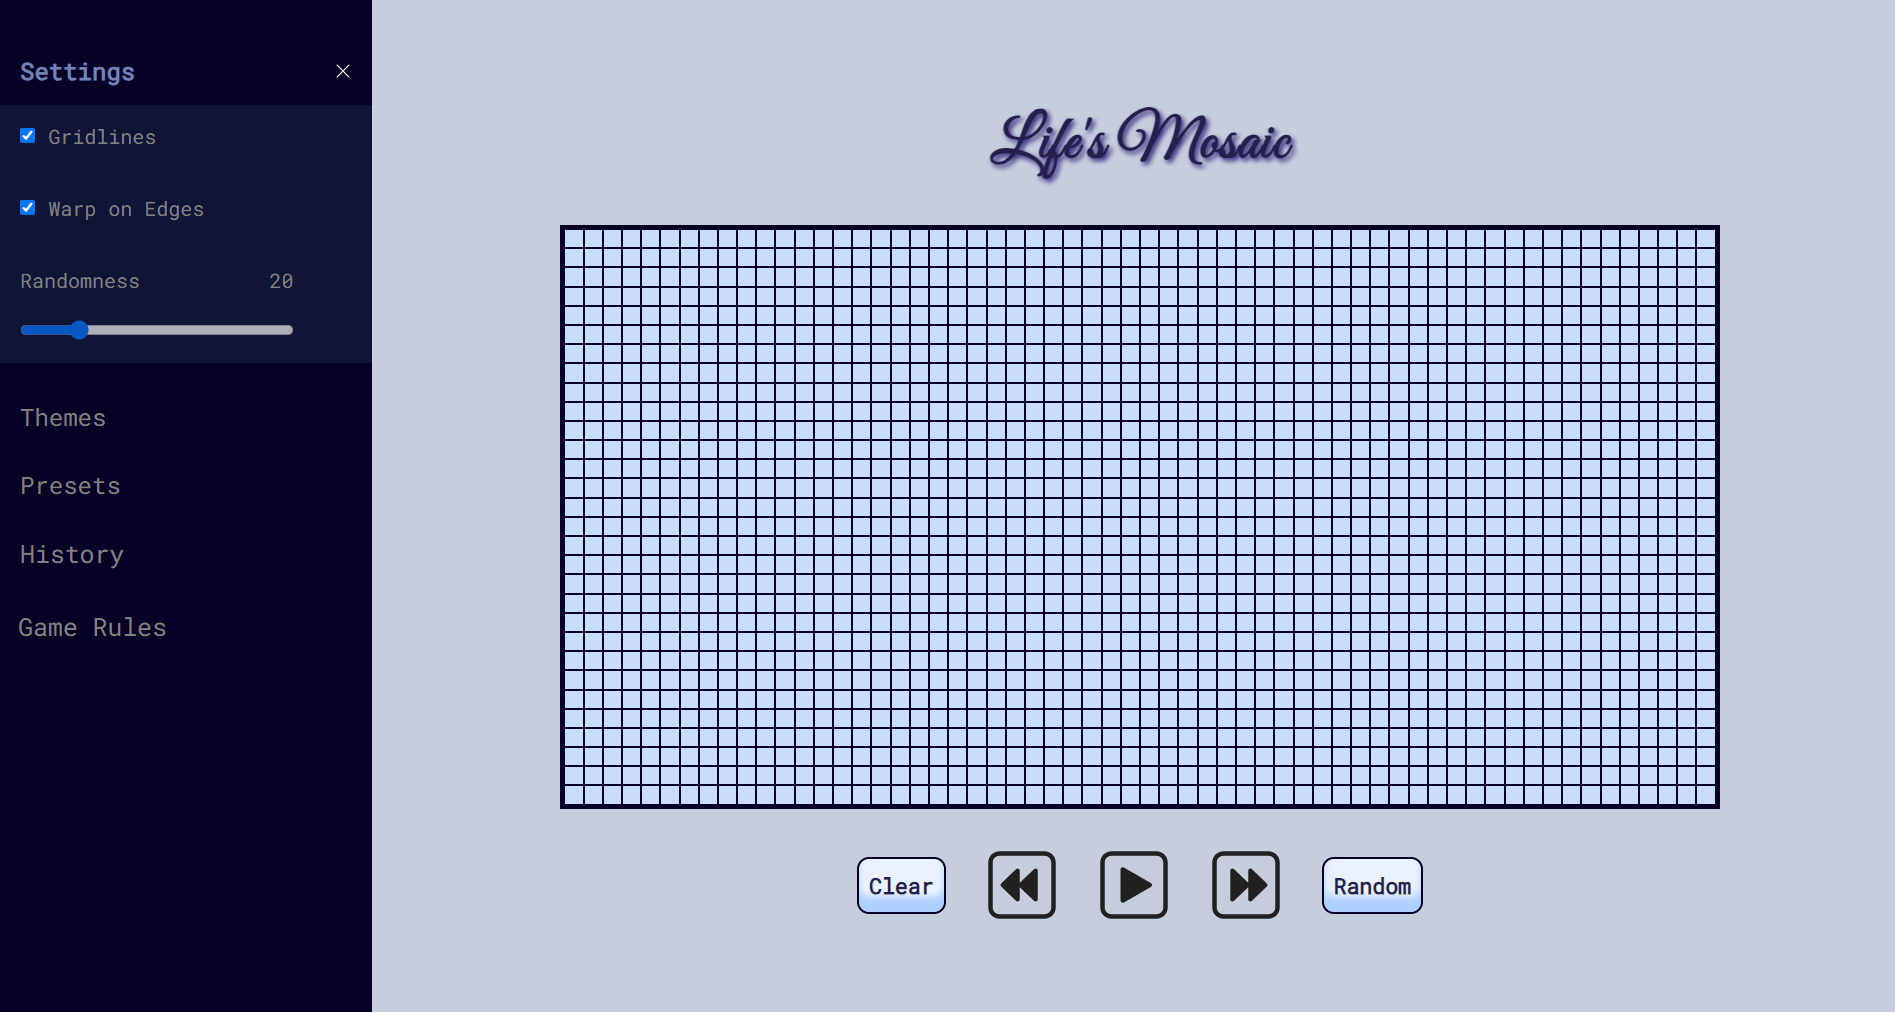 Settings
Gridlines
Warp on Edges
Randomness 20
Themes
Presets
History
Game Rules
Life's Mosaic
Clear
Random